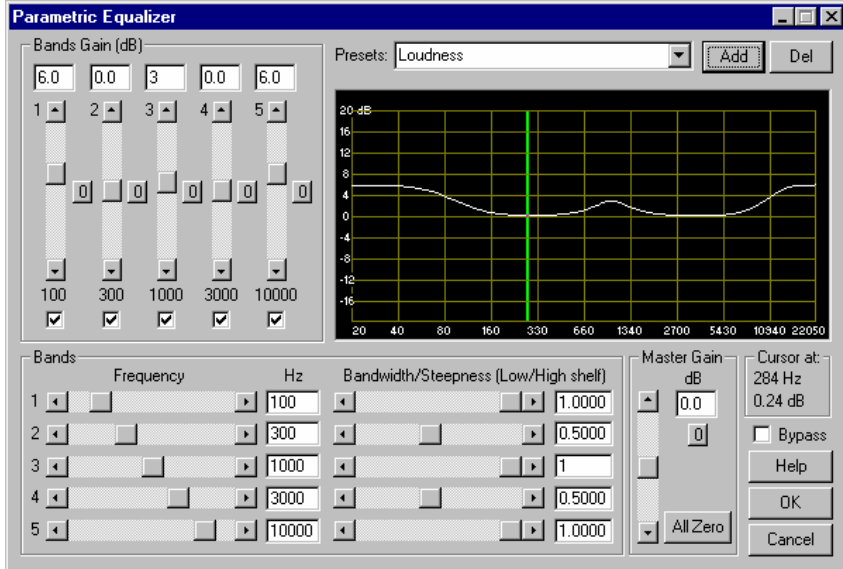 Parametric Equalizer
Bands Gain (dB)
6.0 0.0 3 0.0 6.0
1 2 3 4 5
0 0 0 0 0
100 300 1000 3000 10000
Presets: Loudness Add Del
20 dB
16
12
8
4
0
-4
-8
-12
-16
20 40 80 160 330 660 1340 2700 5430 10940 22050
Bands
Frequency Hz Bandwidth/Steepness (Low/High shelf)
1 100 1.0000
2 300 0.5000
3 1000 1
4 3000 0.5000
5 10000 1.0000
Master Gain
dB
0.0
0
All Zero
Cursor at:
284 Hz
0.24 dB
Bypass
Help
OK
Cancel